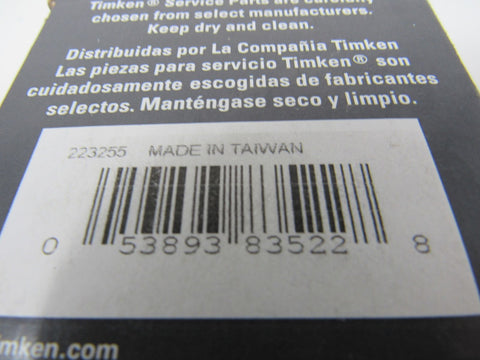 Timken® Service Parts are carefully
chosen from select manufacturers.
Keep dry and clean.
Distribuidas por La Compañia Timken
Las piezas para servicio Timken® son
cuidadosamente escogidas de fabricantes
selectos. Manténgase seco y limpio.
223255 MADE IN TAIWAN
0 53893 83522 8
imken.com